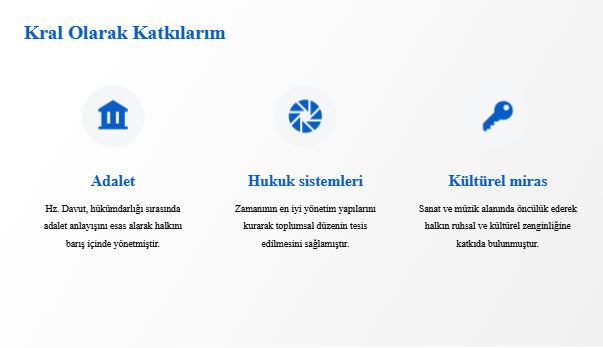 Kral Olarak Katkılarım
Adalet
Hz. Davut, hükümdarlığı sırasında
adalet anlayışını esas alarak halkını
barış içinde yönetmiştir.
Hukuk sistemleri
Zamanının en iyi yönetim yapılarını
kurarak toplumsal düzenin tesis
edilmesini sağlamıştır.
Kültürel miras
Sanat ve müzik alanında öncülük ederek
halkın ruhsal ve kültürel zenginliğine
katkıda bulunmuştur.